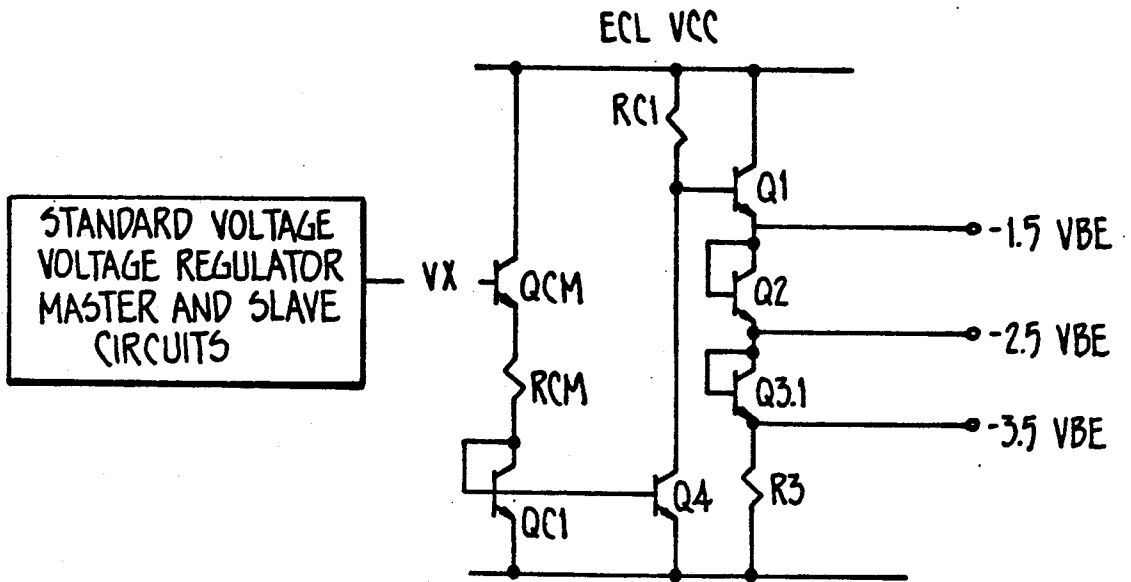 ECL VCC
RC1
Q1
STANDARD VOLTAGE
VOLTAGE REGULATOR
MASTER AND SLAVE
CIRCUITS
VX
QCM
-1.5 VBE
Q2
-2.5 VBE
RCM
Q3.1
-3.5 VBE
Q4
R3
QC1